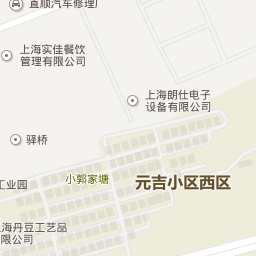 直顺汽车修理厂
上海实佳餐饮
管理有限公司
上海朗仕电子
设备有限公司
驿桥
工业园
小郭家塘
元吉小区西区
海丹豆工艺品
有限公司